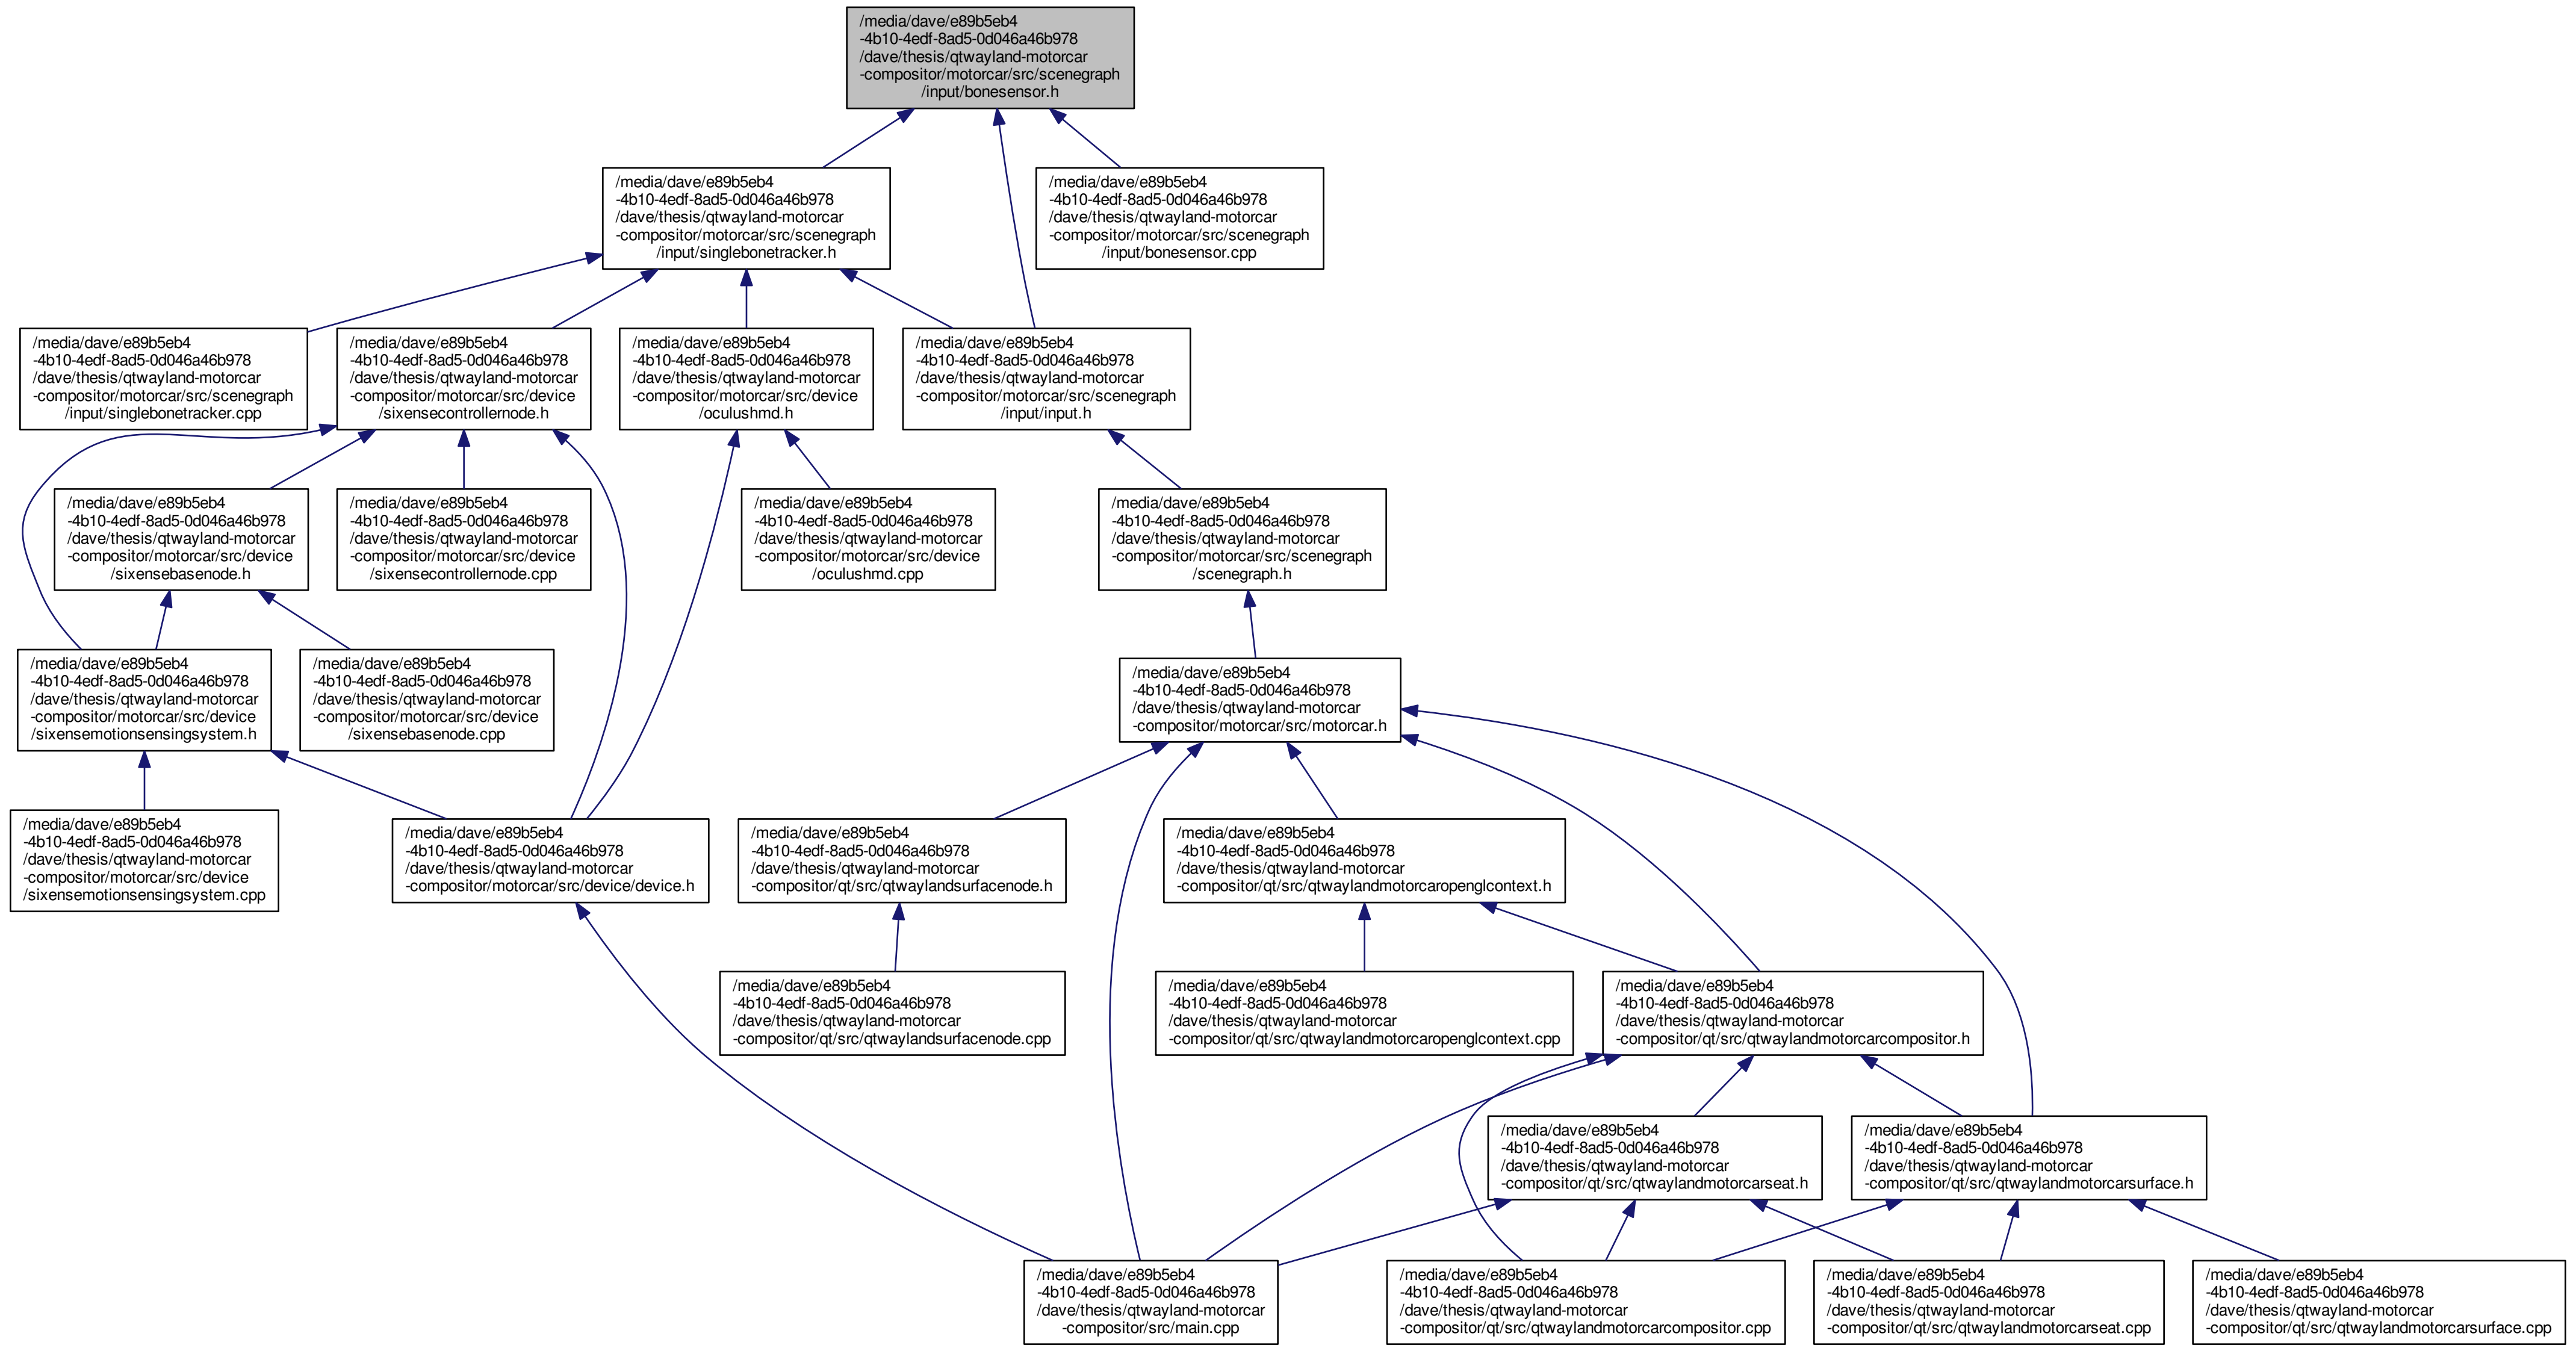 /media/dave/e89b5eb4
-4b10-4edf-8ad5-0d046a46b978
/dave/thesis/qtwayland-motorcar
-compositor/motorcar/src/scenegraph
/input/bonesensor.h
/media/dave/e89b5eb4
-4b10-4edf-8ad5-0d046a46b978
/dave/thesis/qtwayland-motorcar
-compositor/motorcar/src/scenegraph
/input/singlebonetracker.h
/media/dave/e89b5eb4
-4b10-4edf-8ad5-0d046a46b978
/dave/thesis/qtwayland-motorcar
-compositor/motorcar/src/scenegraph
/input/bonesensor.cpp
/media/dave/e89b5eb4
-4b10-4edf-8ad5-0d046a46b978
/dave/thesis/qtwayland-motorcar
-compositor/motorcar/src/scenegraph
/input/singlebonetracker.cpp
/media/dave/e89b5eb4
-4b10-4edf-8ad5-0d046a46b978
/dave/thesis/qtwayland-motorcar
-compositor/motorcar/src/device
/sixensecontrollernode.h
/media/dave/e89b5eb4
-4b10-4edf-8ad5-0d046a46b978
/dave/thesis/qtwayland-motorcar
-compositor/motorcar/src/device
/oculushmd.h
/media/dave/e89b5eb4
-4b10-4edf-8ad5-0d046a46b978
/dave/thesis/qtwayland-motorcar
-compositor/motorcar/src/scenegraph
/input/input.h
/media/dave/e89b5eb4
-4b10-4edf-8ad5-0d046a46b978
/dave/thesis/qtwayland-motorcar
-compositor/motorcar/src/device
/sixensebasenode.h
/media/dave/e89b5eb4
-4b10-4edf-8ad5-0d046a46b978
/dave/thesis/qtwayland-motorcar
-compositor/motorcar/src/device
/sixensecontrollernode.cpp
/media/dave/e89b5eb4
-4b10-4edf-8ad5-0d046a46b978
/dave/thesis/qtwayland-motorcar
-compositor/motorcar/src/device
/oculushmd.cpp
/media/dave/e89b5eb4
-4b10-4edf-8ad5-0d046a46b978
/dave/thesis/qtwayland-motorcar
-compositor/motorcar/src/scenegraph
/scenegraph.h
/media/dave/e89b5eb4
-4b10-4edf-8ad5-0d046a46b978
/dave/thesis/qtwayland-motorcar
-compositor/motorcar/src/device
/sixensemotionsensingsystem.h
/media/dave/e89b5eb4
-4b10-4edf-8ad5-0d046a46b978
/dave/thesis/qtwayland-motorcar
-compositor/motorcar/src/device
/sixensebasenode.cpp
/media/dave/e89b5eb4
-4b10-4edf-8ad5-0d046a46b978
/dave/thesis/qtwayland-motorcar
-compositor/motorcar/src/motorcar.h
/media/dave/e89b5eb4
-4b10-4edf-8ad5-0d046a46b978
/dave/thesis/qtwayland-motorcar
-compositor/motorcar/src/device
/sixensemotionsensingsystem.cpp
/media/dave/e89b5eb4
-4b10-4edf-8ad5-0d046a46b978
/dave/thesis/qtwayland-motorcar
-compositor/motorcar/src/device/device.h
/media/dave/e89b5eb4
-4b10-4edf-8ad5-0d046a46b978
/dave/thesis/qtwayland-motorcar
-compositor/qt/src/qtwaylandsurfacenode.h
/media/dave/e89b5eb4
-4b10-4edf-8ad5-0d046a46b978
/dave/thesis/qtwayland-motorcar
-compositor/qt/src/qtwaylandmotorcaropenglcontext.h
/media/dave/e89b5eb4
-4b10-4edf-8ad5-0d046a46b978
/dave/thesis/qtwayland-motorcar
-compositor/qt/src/qtwaylandsurfacenode.cpp
/media/dave/e89b5eb4
-4b10-4edf-8ad5-0d046a46b978
/dave/thesis/qtwayland-motorcar
-compositor/qt/src/qtwaylandmotorcaropenglcontext.cpp
/media/dave/e89b5eb4
-4b10-4edf-8ad5-0d046a46b978
/dave/thesis/qtwayland-motorcar
-compositor/qt/src/qtwaylandmotorcarcompositor.h
/media/dave/e89b5eb4
-4b10-4edf-8ad5-0d046a46b978
/dave/thesis/qtwayland-motorcar
-compositor/qt/src/qtwaylandmotorcarseat.h
/media/dave/e89b5eb4
-4b10-4edf-8ad5-0d046a46b978
/dave/thesis/qtwayland-motorcar
-compositor/qt/src/qtwaylandmotorcarsurface.h
/media/dave/e89b5eb4
-4b10-4edf-8ad5-0d046a46b978
/dave/thesis/qtwayland-motorcar
-compositor/src/main.cpp
/media/dave/e89b5eb4
-4b10-4edf-8ad5-0d046a46b978
/dave/thesis/qtwayland-motorcar
-compositor/qt/src/qtwaylandmotorcarcompositor.cpp
/media/dave/e89b5eb4
-4b10-4edf-8ad5-0d046a46b978
/dave/thesis/qtwayland-motorcar
-compositor/qt/src/qtwaylandmotorcarseat.cpp
/media/dave/e89b5eb4
-4b10-4edf-8ad5-0d046a46b978
/dave/thesis/qtwayland-motorcar
-compositor/qt/src/qtwaylandmotorcarsurface.cpp